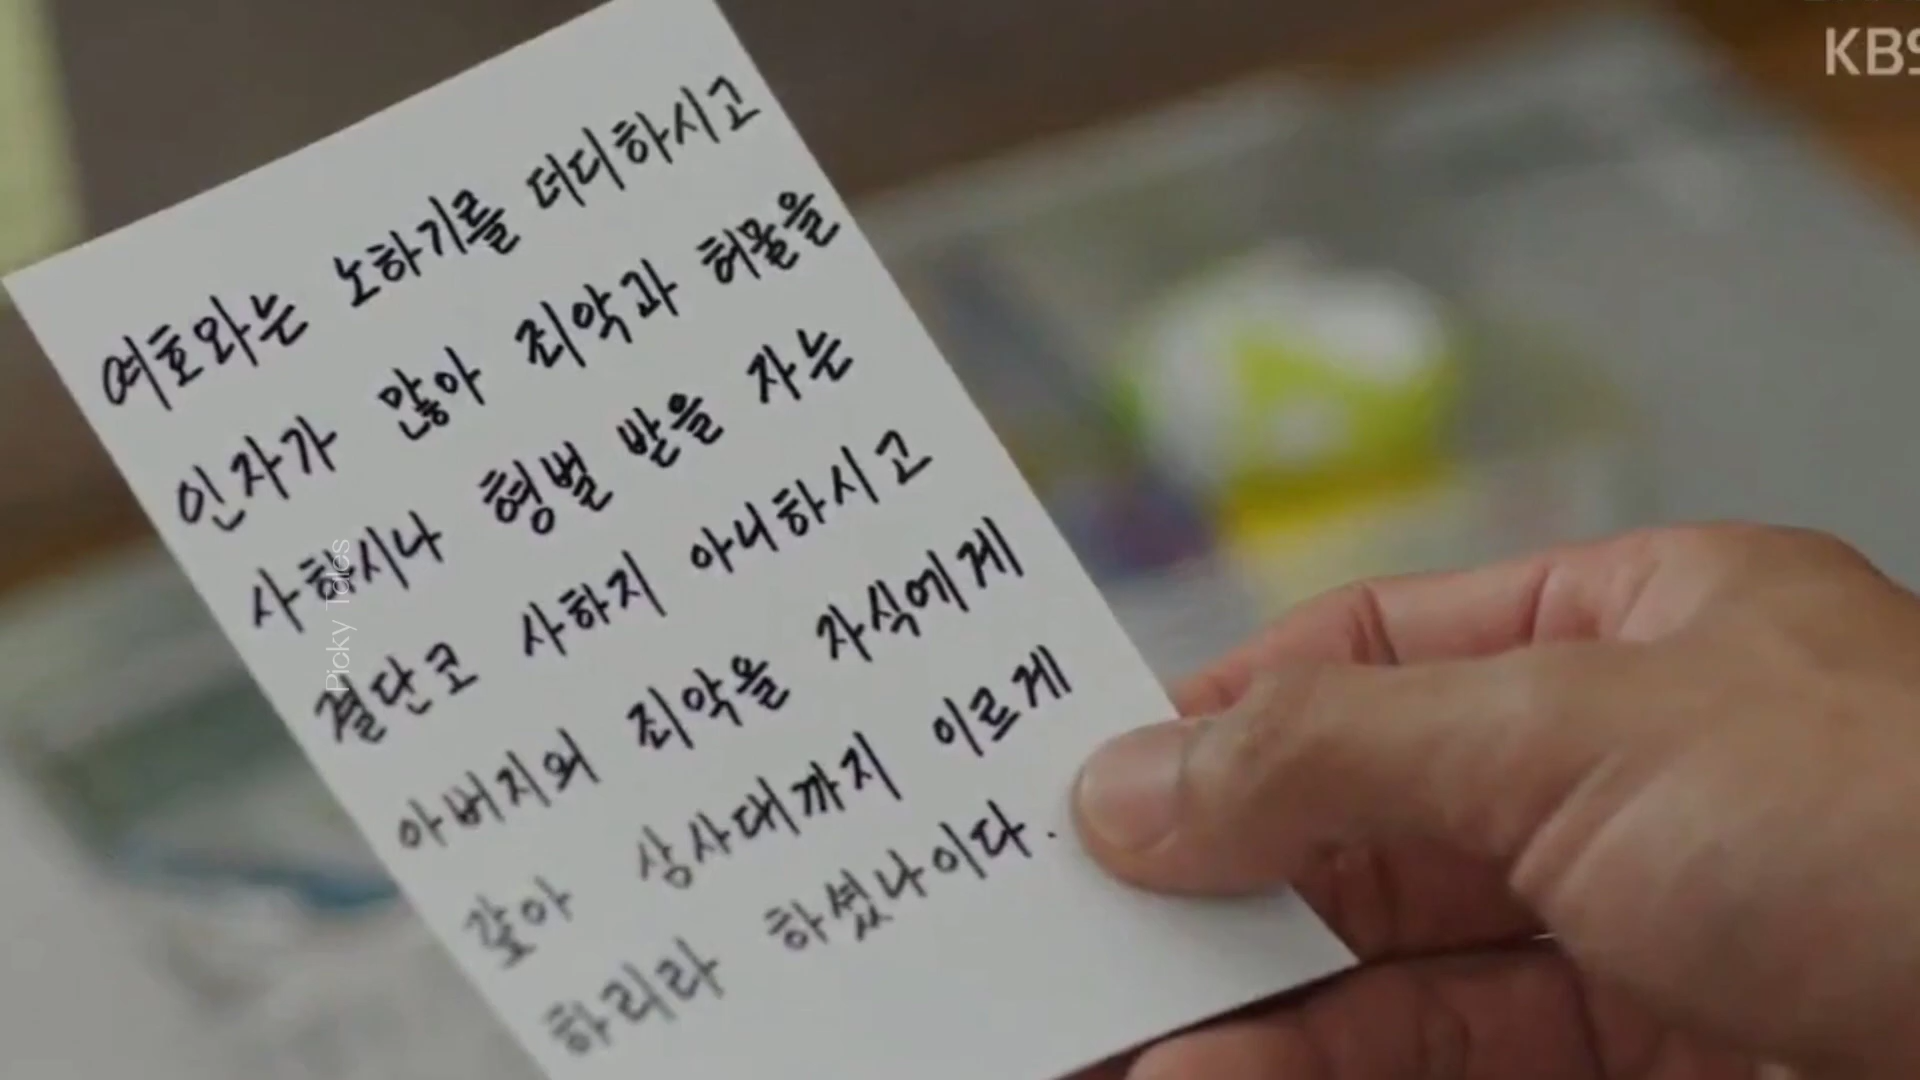 여호와는 노하기를 더디하시고
인자가 많아 죄악과 허물을
사하시나 형벌 받을 자는
결단코 사하지 아니하시고
아버지의 죄악을 자식에게
갚아 삼사대까지 이르게
하리라 하셨나이다.
Picky Tales